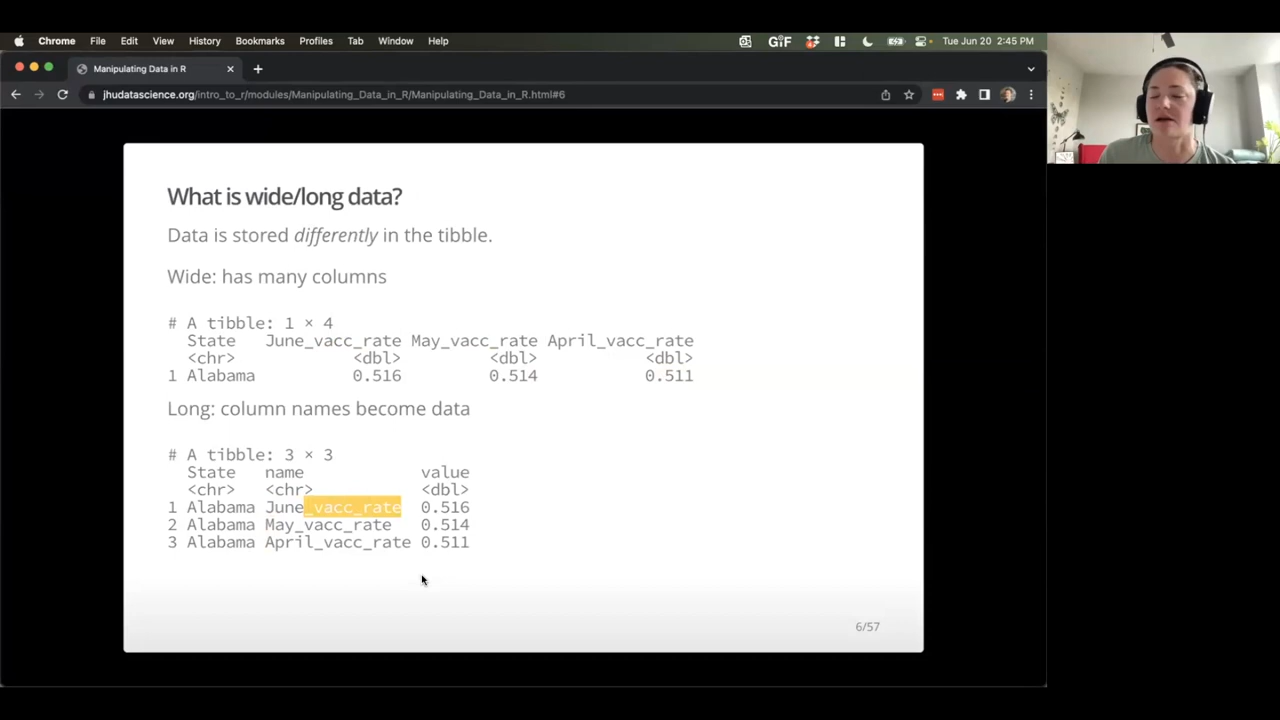 Chrome File Edit View History Bookmarks Profiles Tab Window Help GIF Tue Jun 20 2:45 PM
Manipulating Data in R
jhudatascience.org/intro_to_r/modules/Manipulating_Data_in_R/Manipulating_Data_in_R.html#6
What is wide/long data?
Data is stored differently in the tibble.
Wide: has many columns
# A tibble: 1 × 4
State June_vacc_rate May_vacc_rate April_vacc_rate
<chr> <dbl> <dbl> <dbl>
1 Alabama 0.516 0.514 0.511
Long: column names become data
# A tibble: 3 × 3
State name value
<chr> <chr> <dbl>
1 Alabama June_vacc_rate 0.516
2 Alabama May_vacc_rate 0.514
3 Alabama April_vacc_rate 0.511
6/57